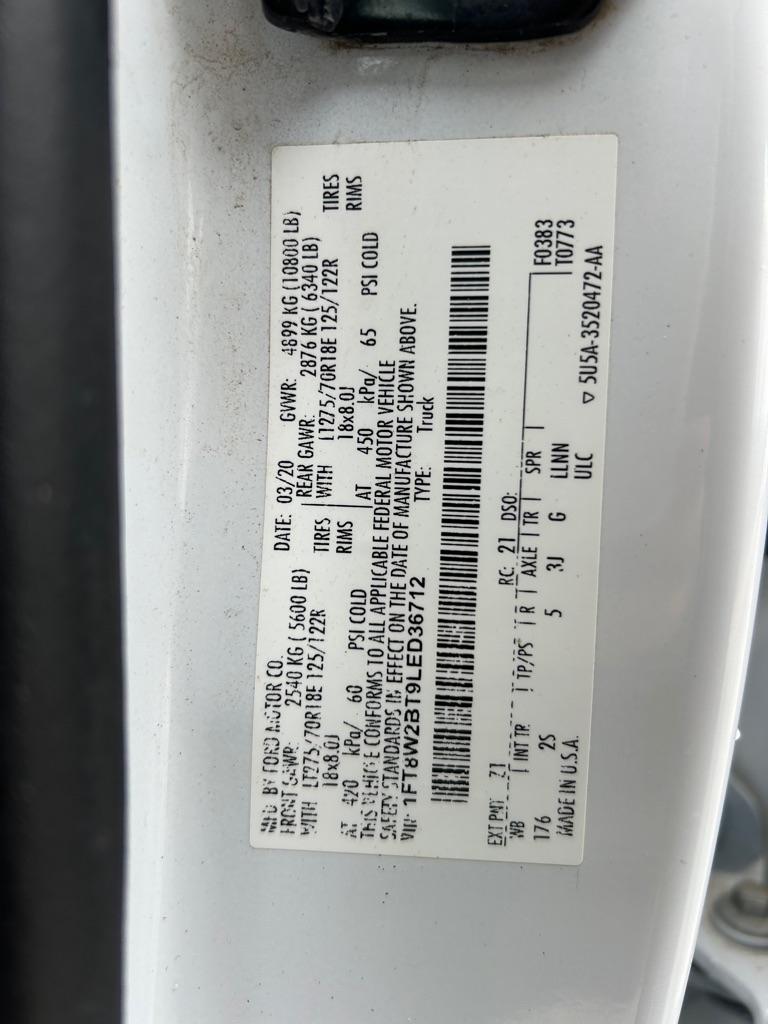 MFD BY FORD MOTOR CO.
DATE: 03/20 GVWR: 4899 KG (10800 LB)
FRONT GAWR: 2540 KG ( 5600 LB) REAR GAWR: 2876 KG ( 6340 LB)
WITH LT275/70R18E 125/122R TIRES WITH LT275/70R18E 125/122R TIRES
18x8.0J RIMS 18x8.0J RIMS
AT 420 kPa/ 60 PSI COLD AT 450 kPa/ 65 PSI COLD
THIS VEHICLE CONFORMS TO ALL APPLICABLE FEDERAL MOTOR VEHICLE
SAFETY STANDARDS IN EFFECT ON THE DATE OF MANUFACTURE SHOWN ABOVE.
VIN: 1FT8W2BT9LED36712 TYPE: Truck
EXT PNT: Z1 RC: 21 DSO: F0383
WB INT TR TP/PS R AXLE TR SPR T0773
176 2S 5 3J G LLNN
MADE IN U.S.A. ULC
▽ 5U5A-3520472-AA